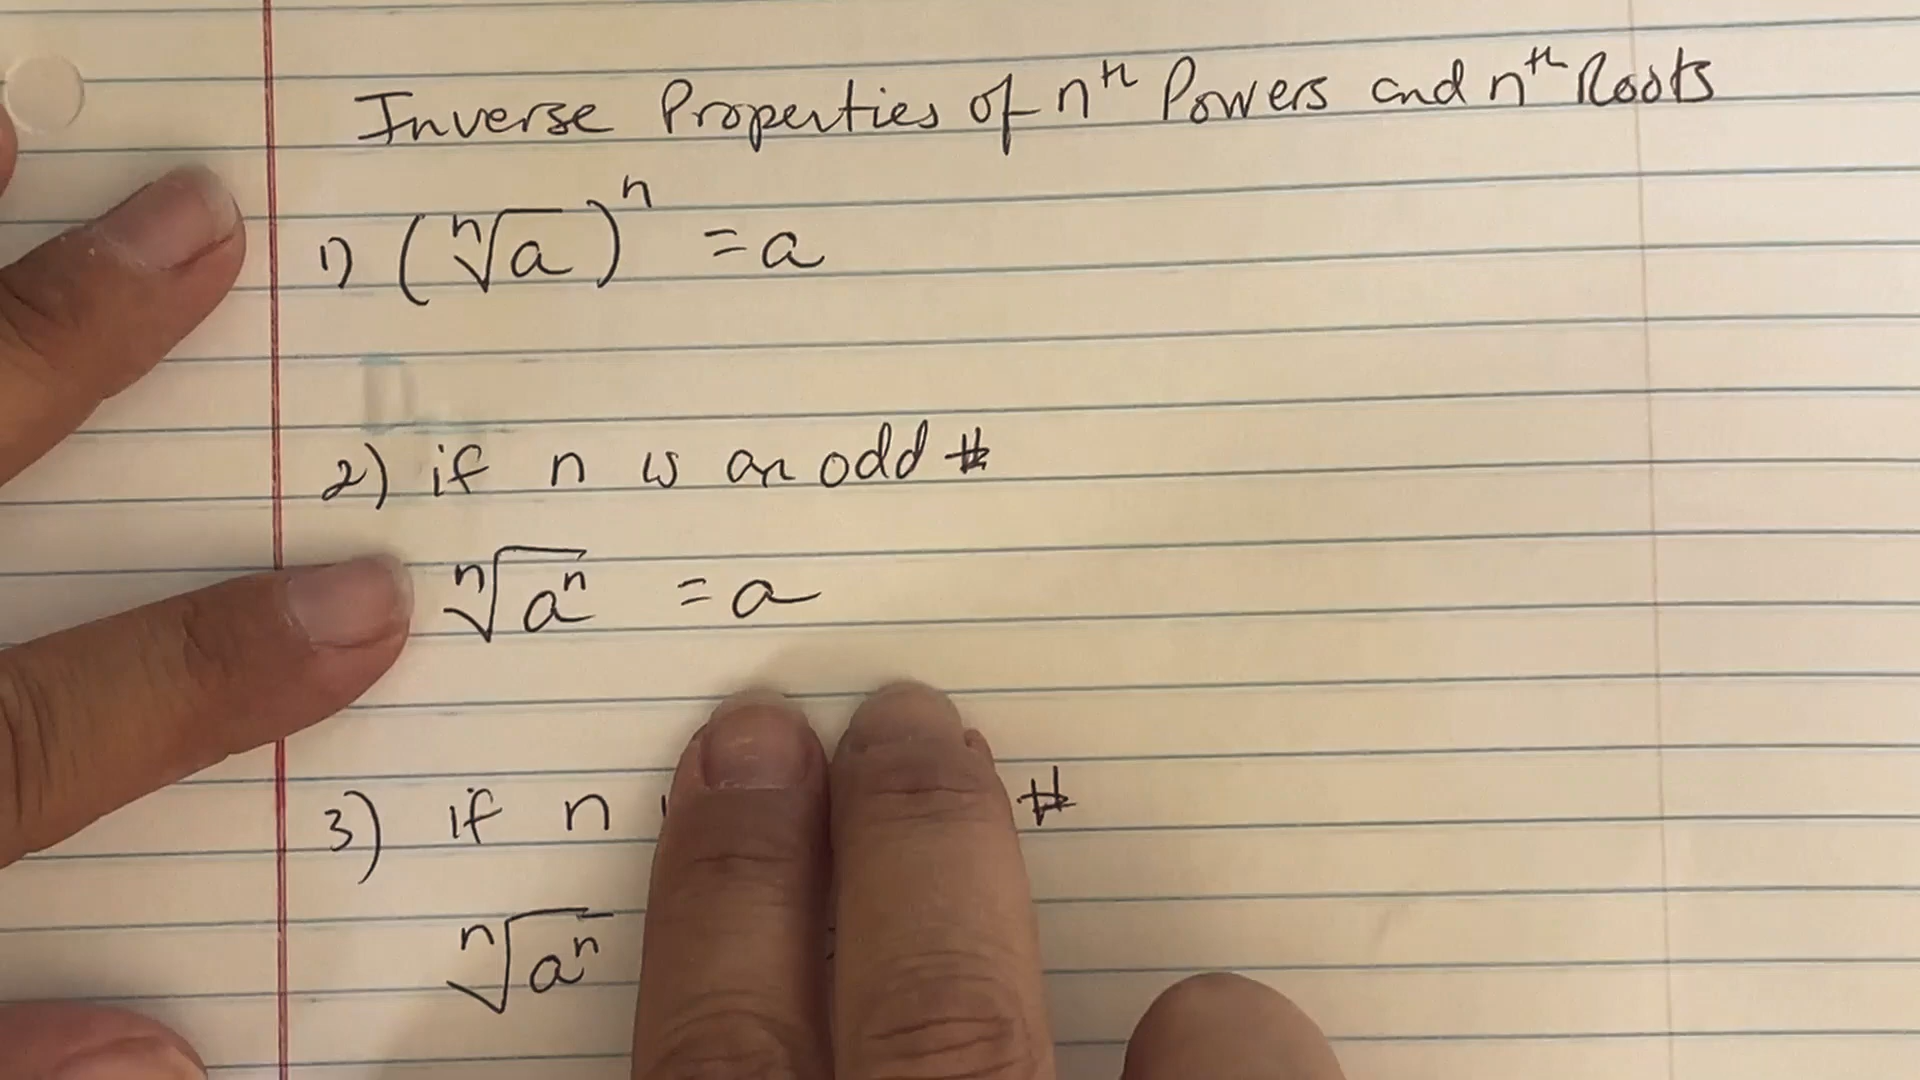 Inverse Properties of nᵗʰ Powers and nᵗʰ Roots
1) (ⁿ√a)ⁿ = a
2) if n is an odd #
ⁿ√aⁿ = a
3) if n #
ⁿ√aⁿ